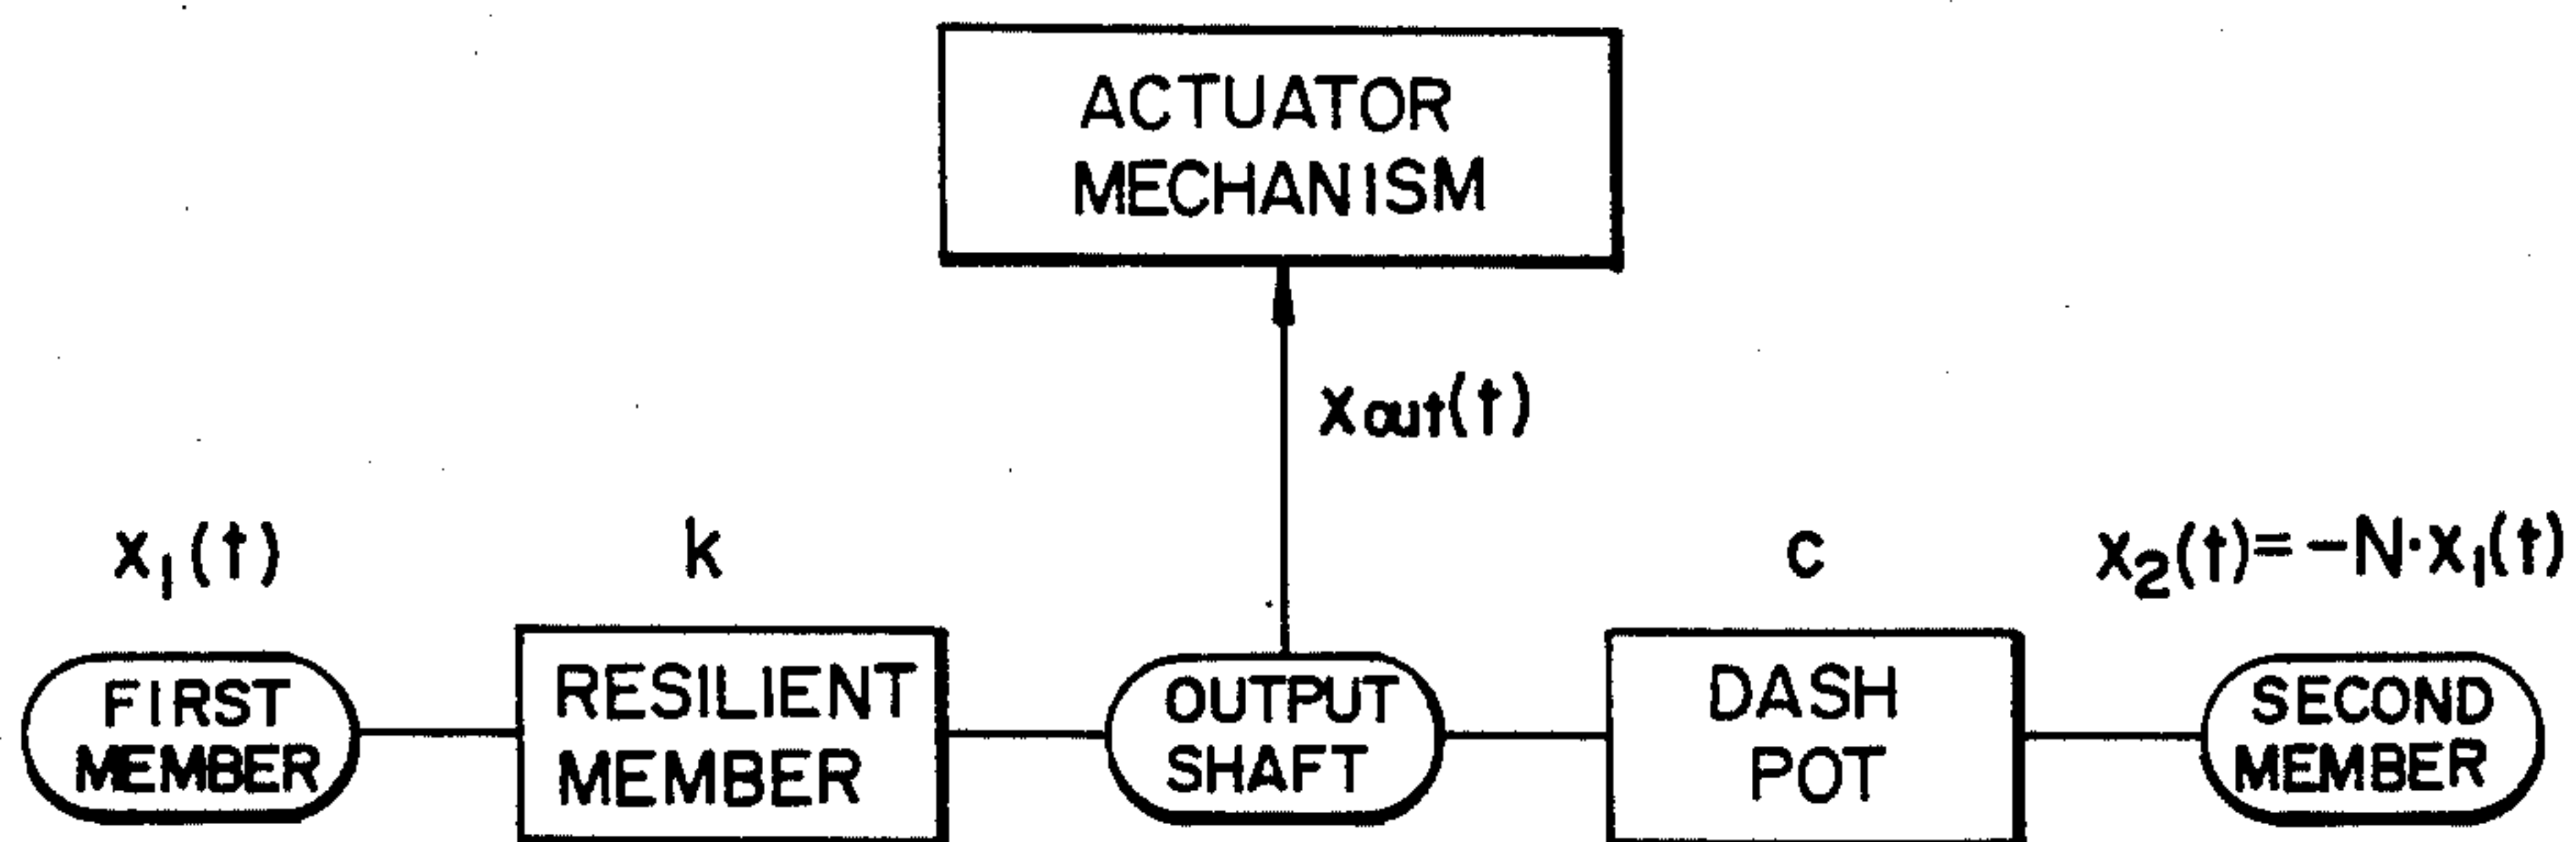 ACTUATOR
MECHANISM
xout(t)
x₁(t)
k
c
x₂(t)=-N·x₁(t)
FIRST
MEMBER
RESILIENT
MEMBER
OUTPUT
SHAFT
DASH
POT
SECOND
MEMBER